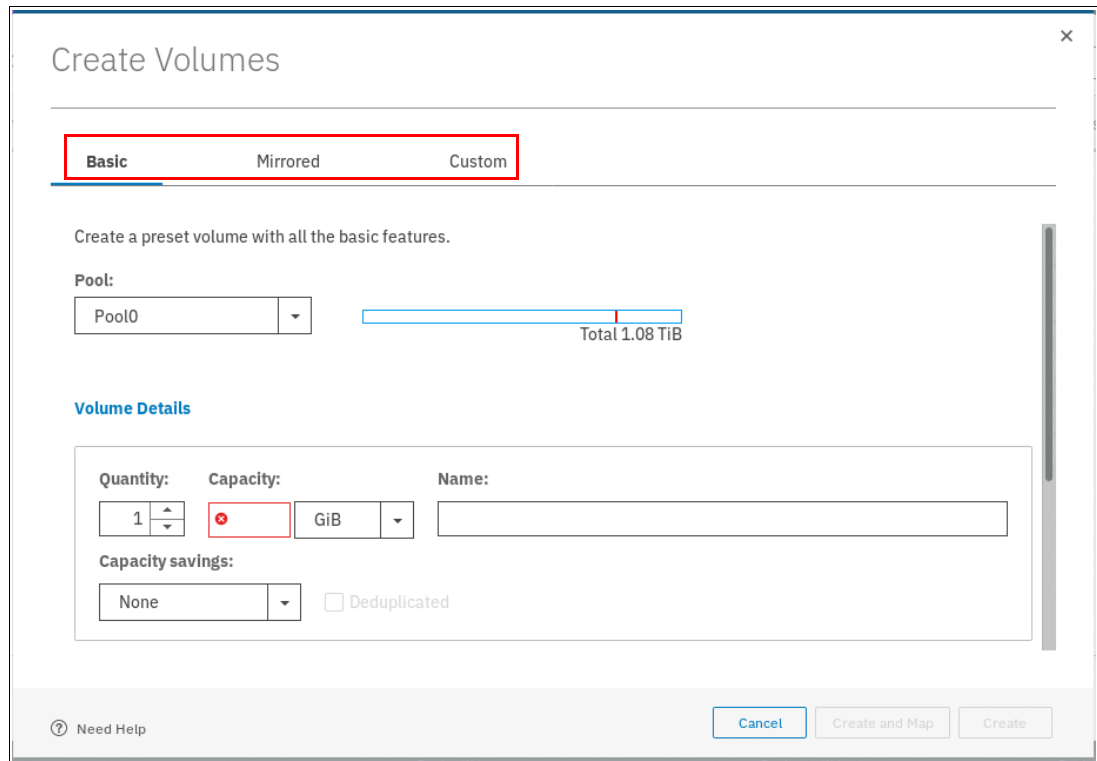 Create Volumes
Basic Mirrored Custom
Create a preset volume with all the basic features.
Pool:
Pool0
Total 1.08 TiB
Volume Details
Quantity: Capacity: Name:
1 GiB
Capacity savings:
None Deduplicated
Need Help Cancel Create and Map Create